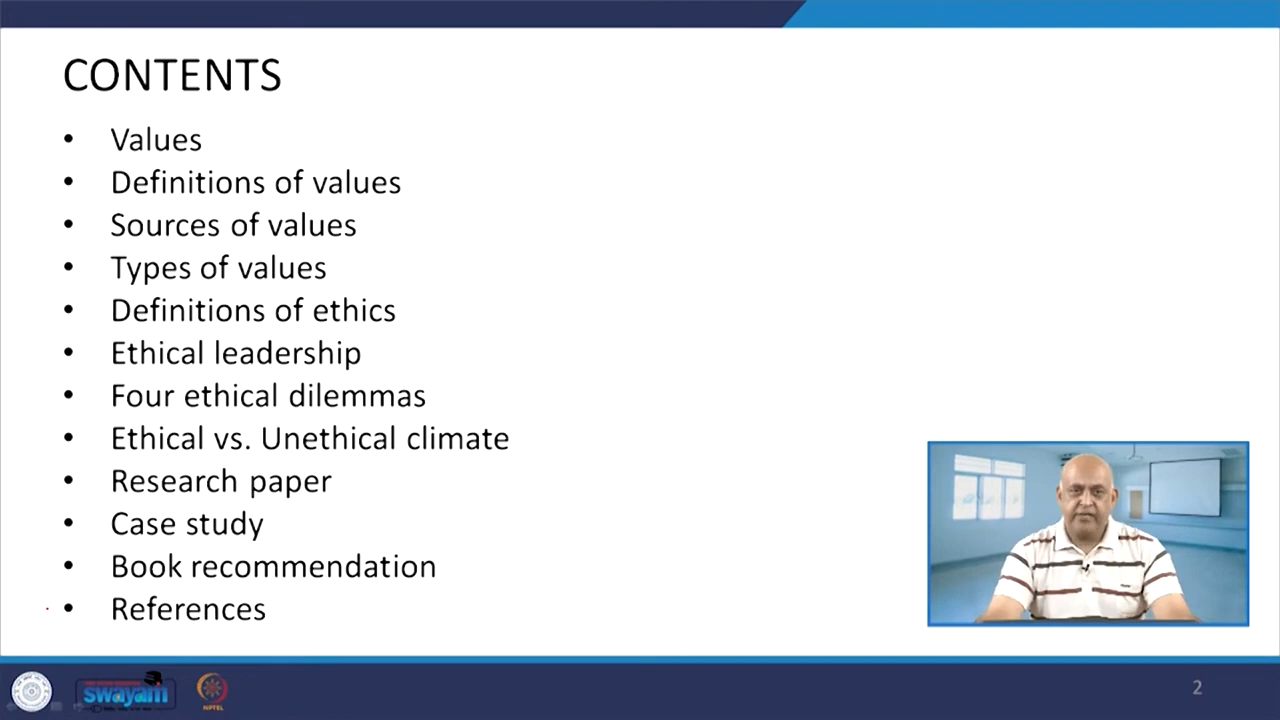 CONTENTS
• Values
• Definitions of values
• Sources of values
• Types of values
• Definitions of ethics
• Ethical leadership
• Four ethical dilemmas
• Ethical vs. Unethical climate
• Research paper
• Case study
• Book recommendation
• References
swayam
NPTEL
2